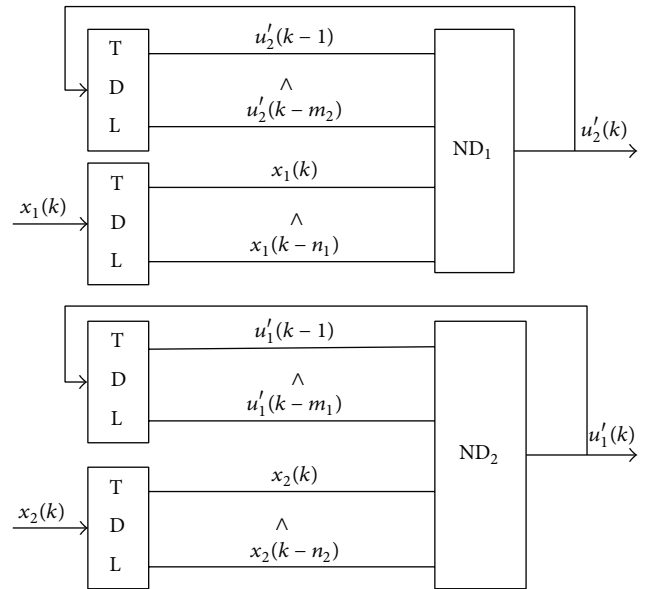 T
D
L
u′₂(k − 1)
∧
u′₂(k − m₂)
ND₁
u′₂(k)
x₁(k)
T
D
L
x₁(k)
∧
x₁(k − n₁)
T
D
L
u′₁(k − 1)
∧
u′₁(k − m₁)
ND₂
u′₁(k)
x₂(k)
T
D
L
x₂(k)
∧
x₂(k − n₂)